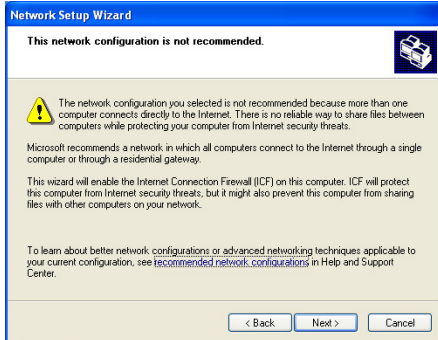 Network Setup Wizard
This network configuration is not recommended.
The network configuration you selected is not recommended because more than one
computer connects directly to the Internet. There is no reliable way to share files between
computers while protecting your computer from Internet security threats.
Microsoft recommends a network in which all computers connect to the Internet through a single
computer or through a residential gateway.
This wizard will enable the Internet Connection Firewall (ICF) on this computer. ICF will protect
this computer from Internet security threats, but it might also prevent this computer from sharing
files with other computers on your network.
To learn about better network configurations or advanced networking techniques applicable to
your current configuration, see recommended network configurations in Help and Support
Center.
< Back Next > Cancel